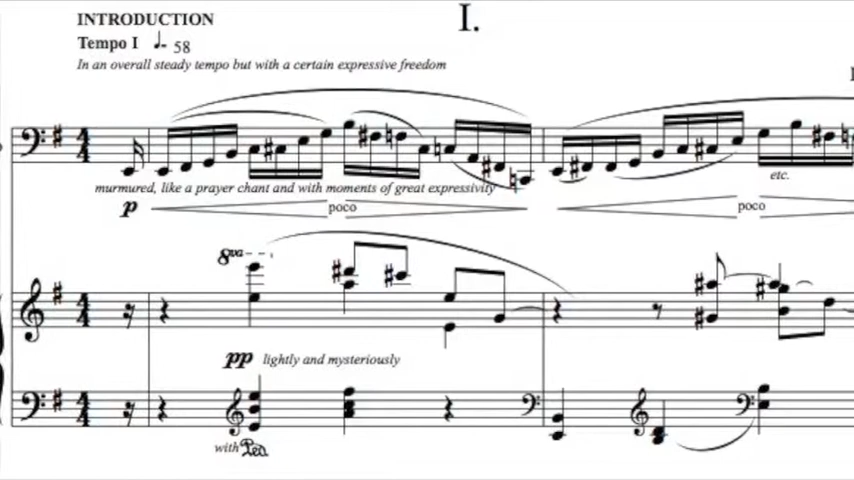 I.
INTRODUCTION
Tempo I ♩. 58
In an overall steady tempo but with a certain expressive freedom
murmured, like a prayer chant and with moments of great expressivity
etc.
p poco poco
8va
pp lightly and mysteriously
with Ped